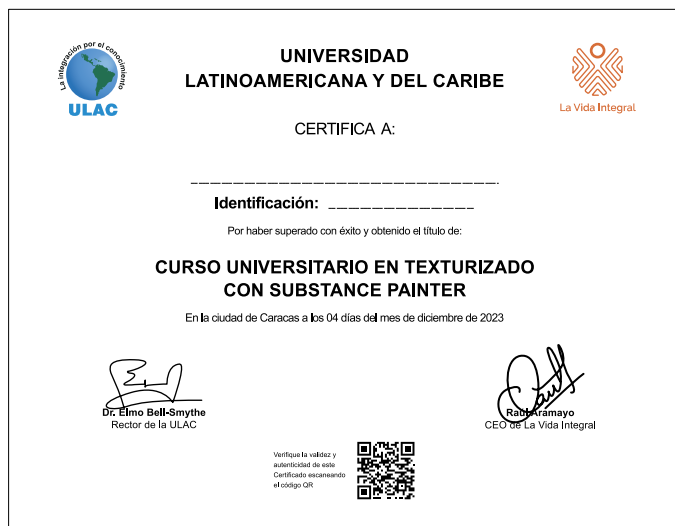 La integración por el conocimiento
ULAC
UNIVERSIDAD
LATINOAMERICANA Y DEL CARIBE
La Vida Integral
CERTIFICA A:
Identificación:
Por haber superado con éxito y obtenido el título de:
CURSO UNIVERSITARIO EN TEXTURIZADO
CON SUBSTANCE PAINTER
En la ciudad de Caracas a los 04 días del mes de diciembre de 2023
Dr. Elmo Bell-Smythe
Rector de la ULAC
Raúl Aramayo
CEO de La Vida Integral
Verifique la validez y
autenticidad de este
Certificado escaneando
el código QR